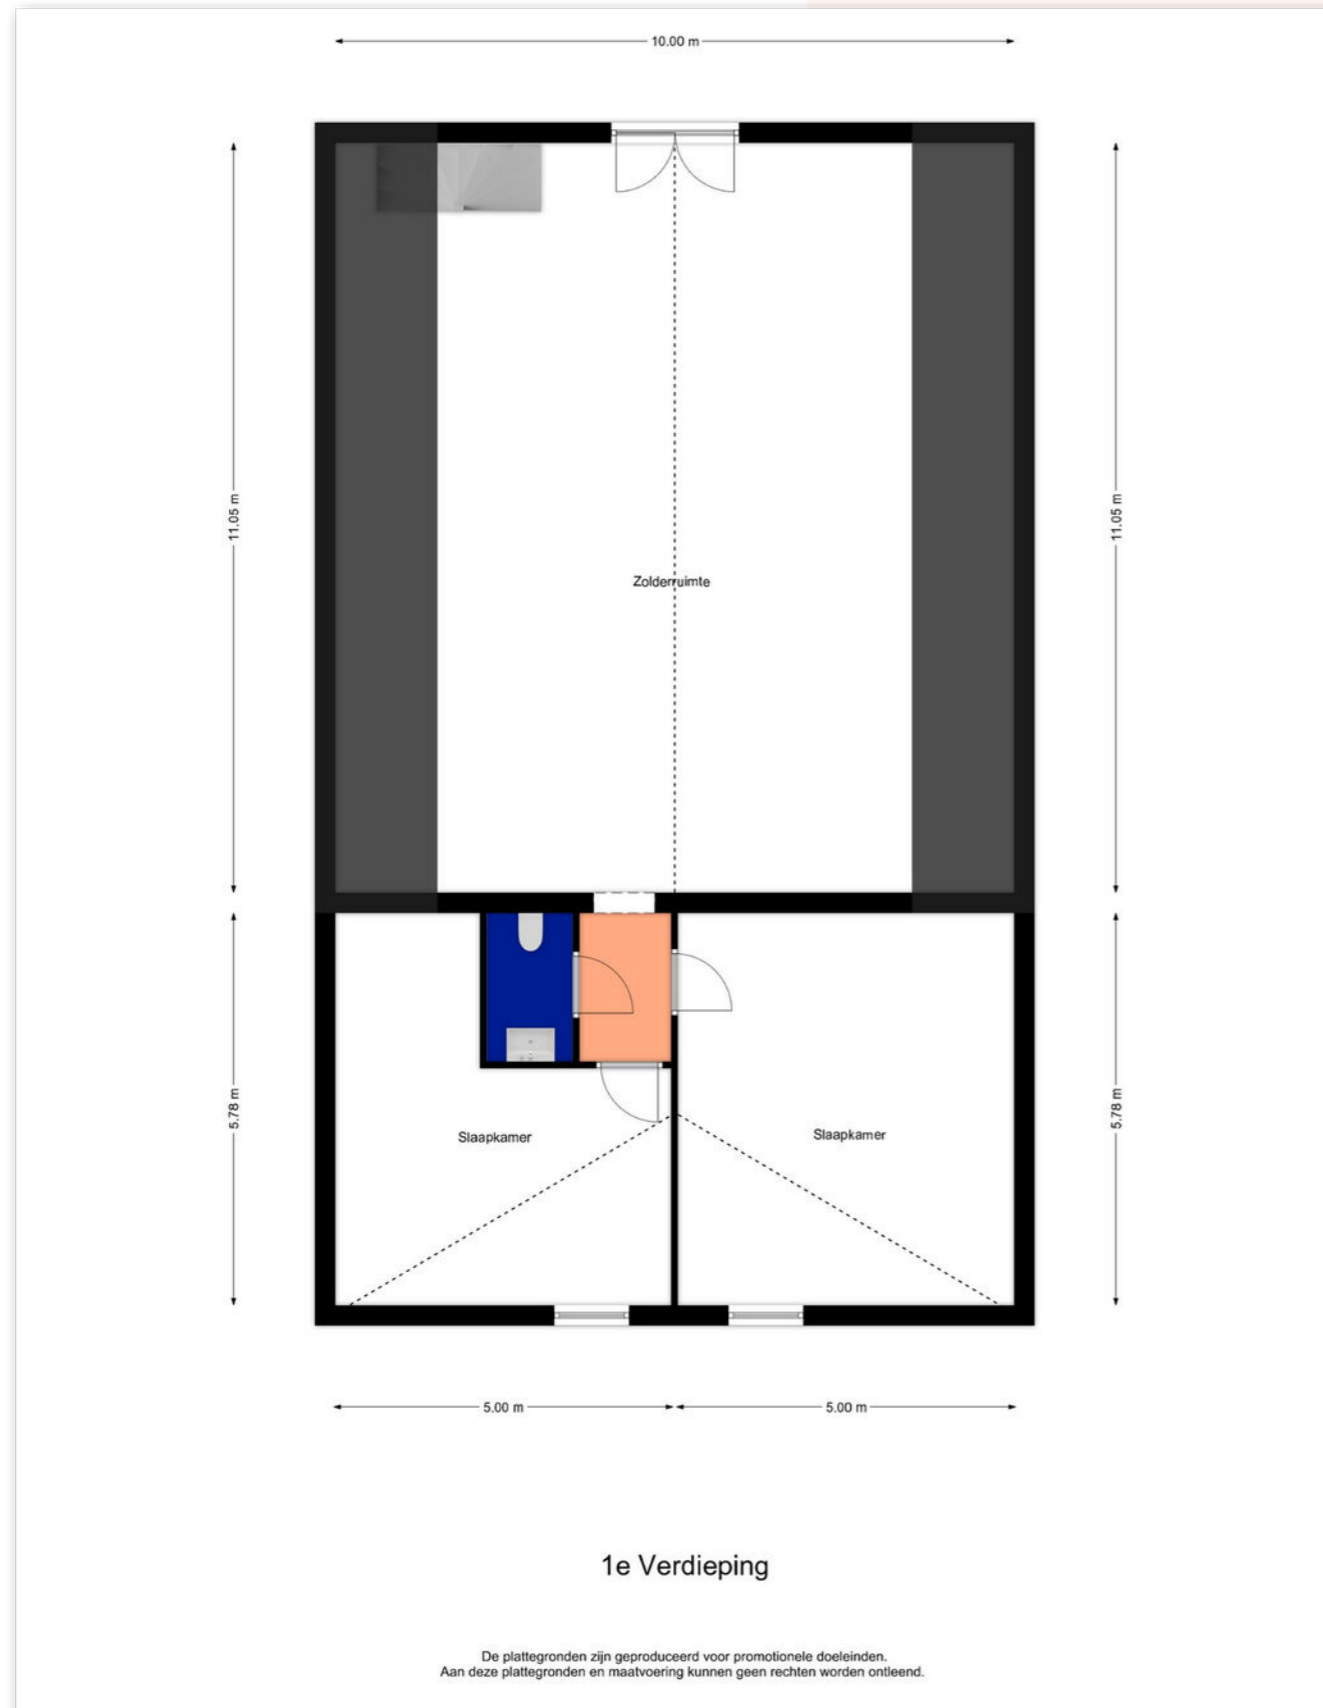 10.00 m
11.05 m
11.05 m
Zolderruimte
5.78 m
5.78 m
Slaapkamer
Slaapkamer
5.00 m
5.00 m
1e Verdieping
De plattegronden zijn geproduceerd voor promotionele doeleinden.
Aan deze plattegronden en maatvoering kunnen geen rechten worden ontleend.